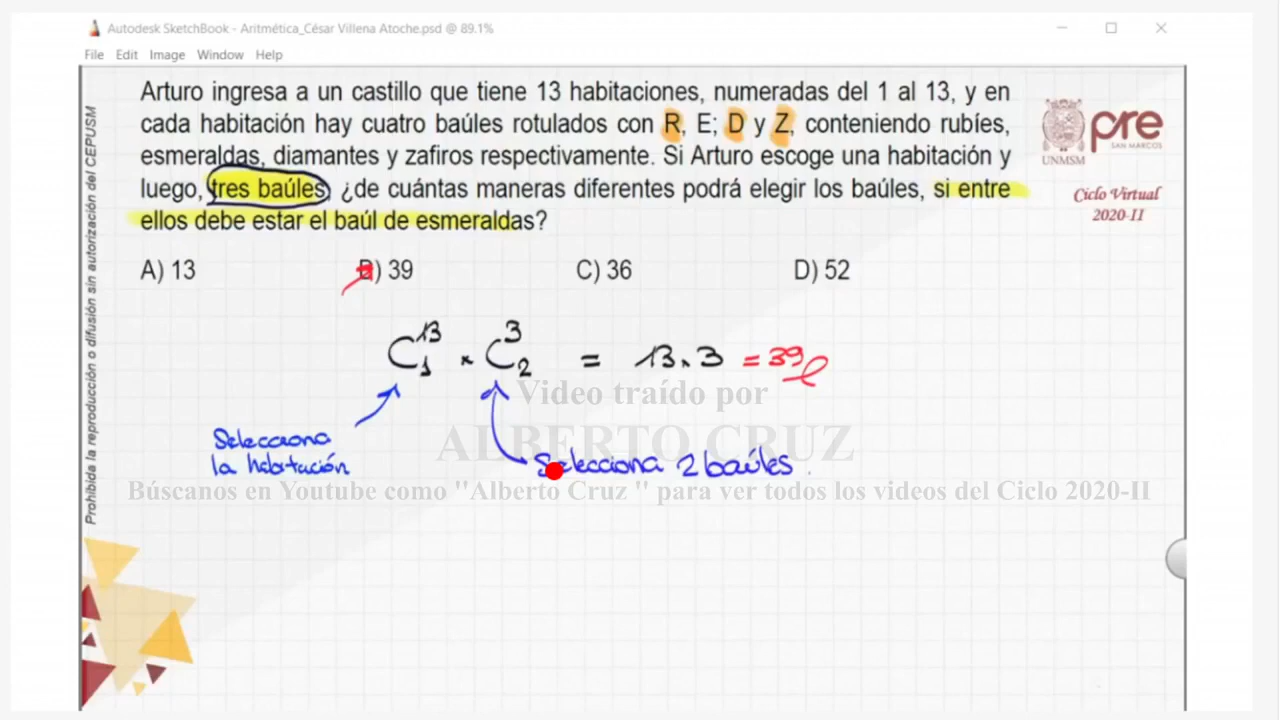 Autodesk SketchBook - Aritmética_César Villena Atoche.psd @ 89.1%
File Edit Image Window Help
Arturo ingresa a un castillo que tiene 13 habitaciones, numeradas del 1 al 13, y en
cada habitación hay cuatro baúles rotulados con R, E; D y Z, conteniendo rubíes,
esmeraldas, diamantes y zafiros respectivamente. Si Arturo escoge una habitación y
luego, tres baúles, ¿de cuántas maneras diferentes podrá elegir los baúles, si entre
ellos debe estar el baúl de esmeraldas?
A) 13 B) 39 C) 36 D) 52
UNMSM
pre
SAN MARCOS
Ciclo Virtual
2020-II
Prohibida la reproducción o difusión sin autorización del CEPUSM
C 13 1 × C 3 2 = 13 . 3 = 39
Selecciona
la habitación
Selecciona 2 baúles.
Video traído por
ALBERTO CRUZ
Búscanos en Youtube como "Alberto Cruz " para ver todos los videos del Ciclo 2020-II